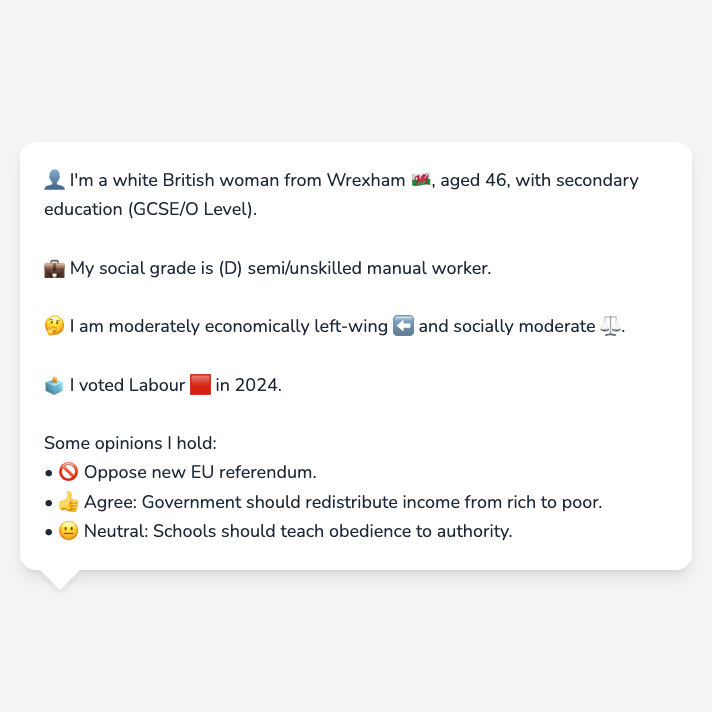 👤 I'm a white British woman from Wrexham 🏴󠁧󠁢󠁷󠁬󠁳󠁿, aged 46, with secondary
education (GCSE/O Level).
💼 My social grade is (D) semi/unskilled manual worker.
🤔 I am moderately economically left-wing ⬅️ and socially moderate ⚖️.
🗳️ I voted Labour 🟥 in 2024.
Some opinions I hold:
• 🚫 Oppose new EU referendum.
• 👍 Agree: Government should redistribute income from rich to poor.
• 😐 Neutral: Schools should teach obedience to authority.